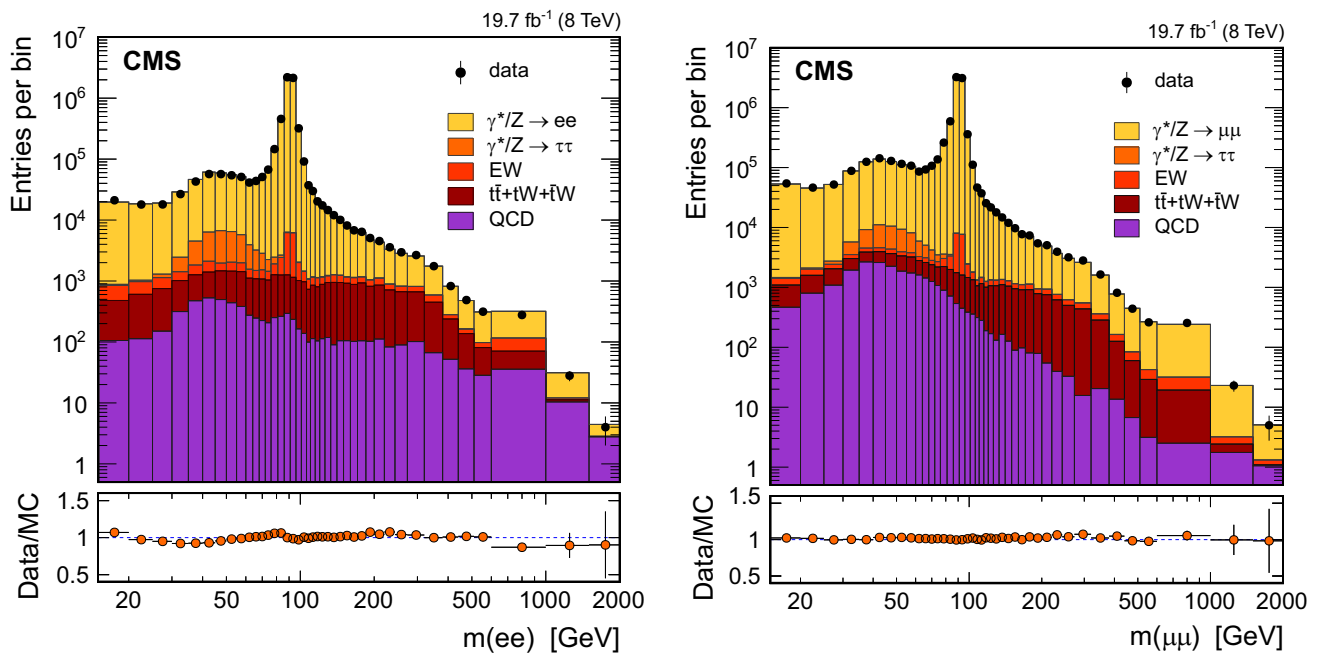 19.7 fb⁻¹ (8 TeV)
Entries per bin
10⁷
10⁶
10⁵
10⁴
10³
10²
10
1
CMS
data
γ*/Z → ee
γ*/Z → ττ
EW
tt̄+tW+t̄W
QCD
Data/MC
1.5
1
0.5
20 100 200 500 1000 2000
m(ee) [GeV]
19.7 fb⁻¹ (8 TeV)
Entries per bin
10⁷
10⁶
10⁵
10⁴
10³
10²
10
1
CMS
data
γ*/Z → μμ
γ*/Z → ττ
EW
tt̄+tW+t̄W
QCD
Data/MC
1.5
1
0.5
20 100 200 500 1000 2000
m(μμ) [GeV]